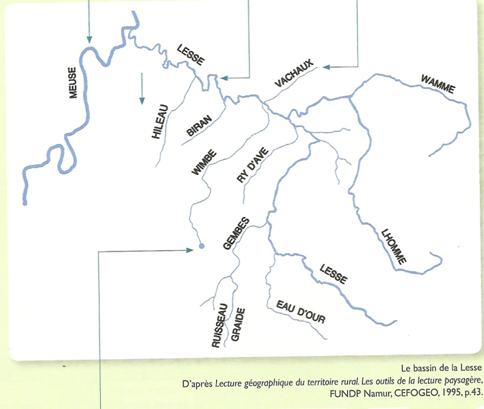 MEUSE
LESSE
VACHAUX
WAMME
HILEAU
BIRAN
WIMBE
RY D'AVE
GEMBES
LHOMME
LESSE
RUISSEAU
GRAIDE
EAU D'OUR
Le bassin de la Lesse
D'après Lecture géographique du territoire rural. Les outils de la lecture paysagère,
FUNDP Namur, CEFOGEO, 1995, p.43.